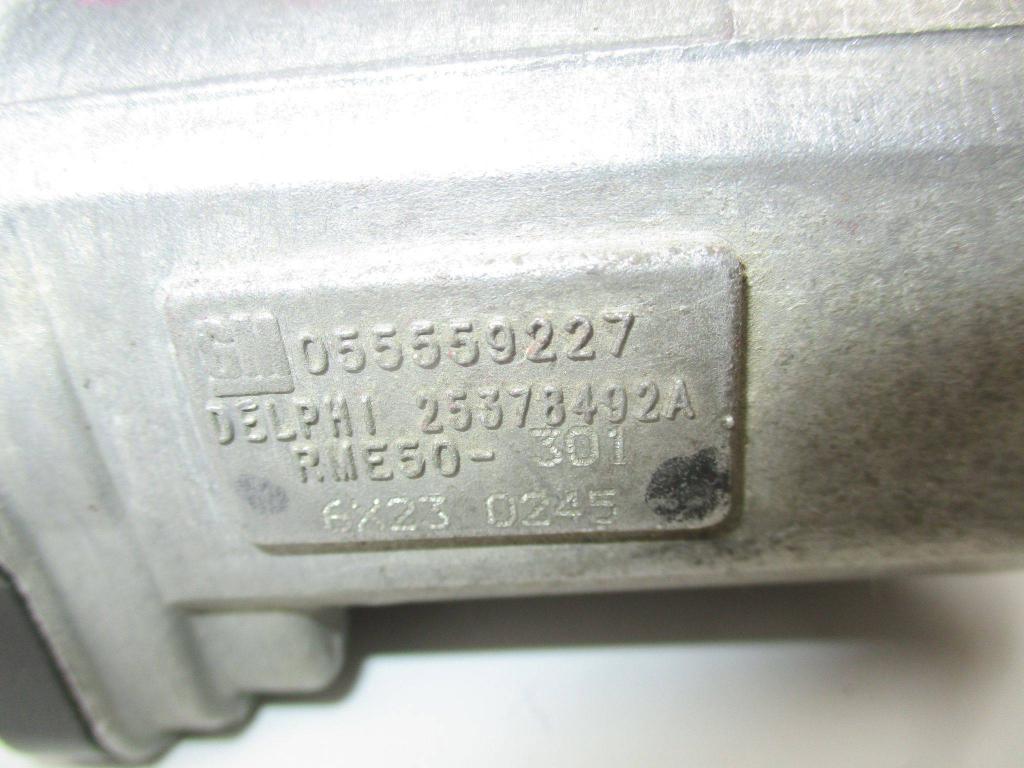 GM 055559227
DELPHI 25378492A
RME50- 301
6X23 0245